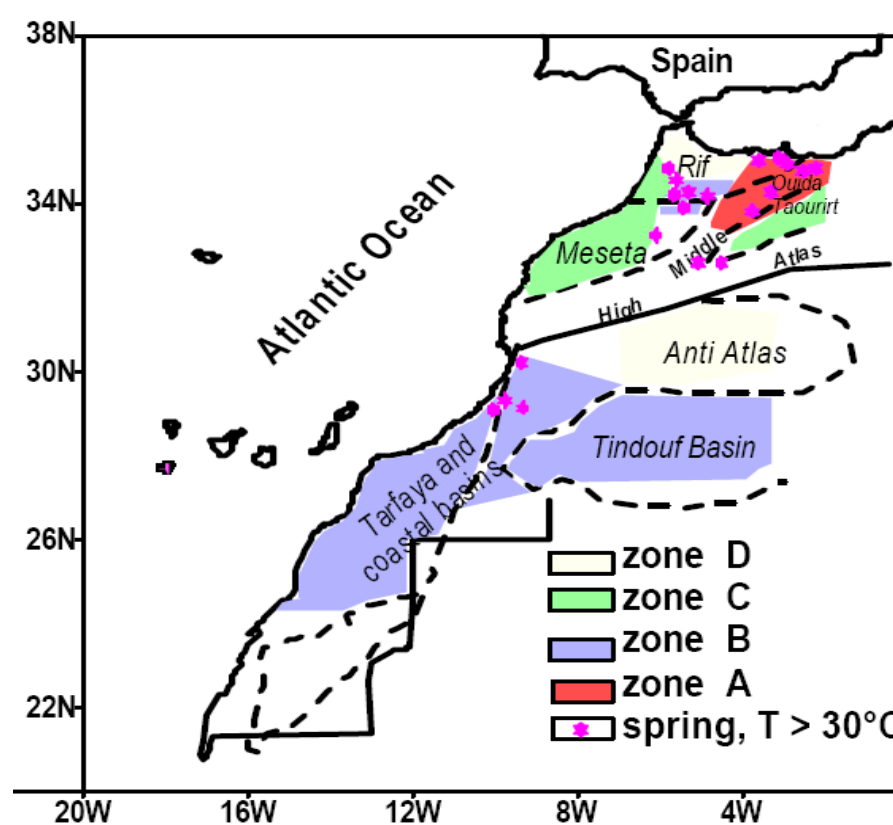 38N
Spain
Rif
Oujda
34N
Taourirt
Atlantic Ocean
Meseta
Middle
Atlas
High
Anti Atlas
30N
Tindouf Basin
Tarfaya and
coastal basins
26N
zone D
zone C
zone B
zone A
22N
spring, T > 30°C
20W
16W
12W
8W
4W